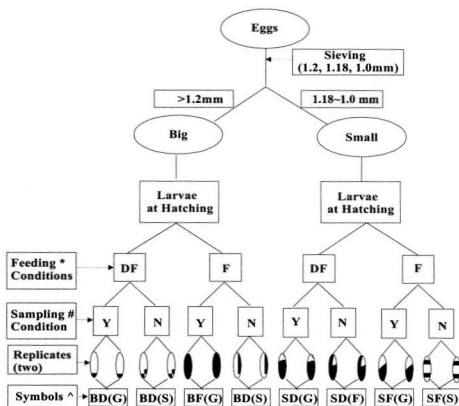 Eggs
Sieving
(1.2, 1.18, 1.0mm)
>1.2mm
1.18~1.0 mm
Big
Small
Larvae
at Hatching
Larvae
at Hatching
Feeding *
Conditions
DF
F
DF
F
Sampling #
Condition
Y
N
Y
N
Y
N
Y
N
Replicates
(two)
Symbols ^
BD(G)
BD(S)
BF(G)
BD(S)
SD(G)
SD(F)
SF(G)
SF(S)